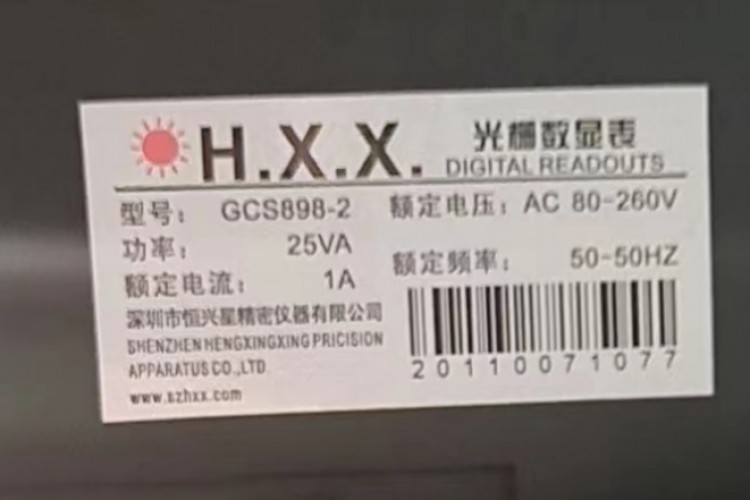 H.X.X. 光栅数显表
DIGITAL READOUTS
型号: GCS898-2 额定电压: AC 80-260V
功率: 25VA
额定频率: 50-50HZ
额定电流: 1A
深圳市恒兴星精密仪器有限公司
SHENZHEN HENGXINGXING PRICISION
APPARATUS CO.,LTD
www.szhxx.com
20110071077